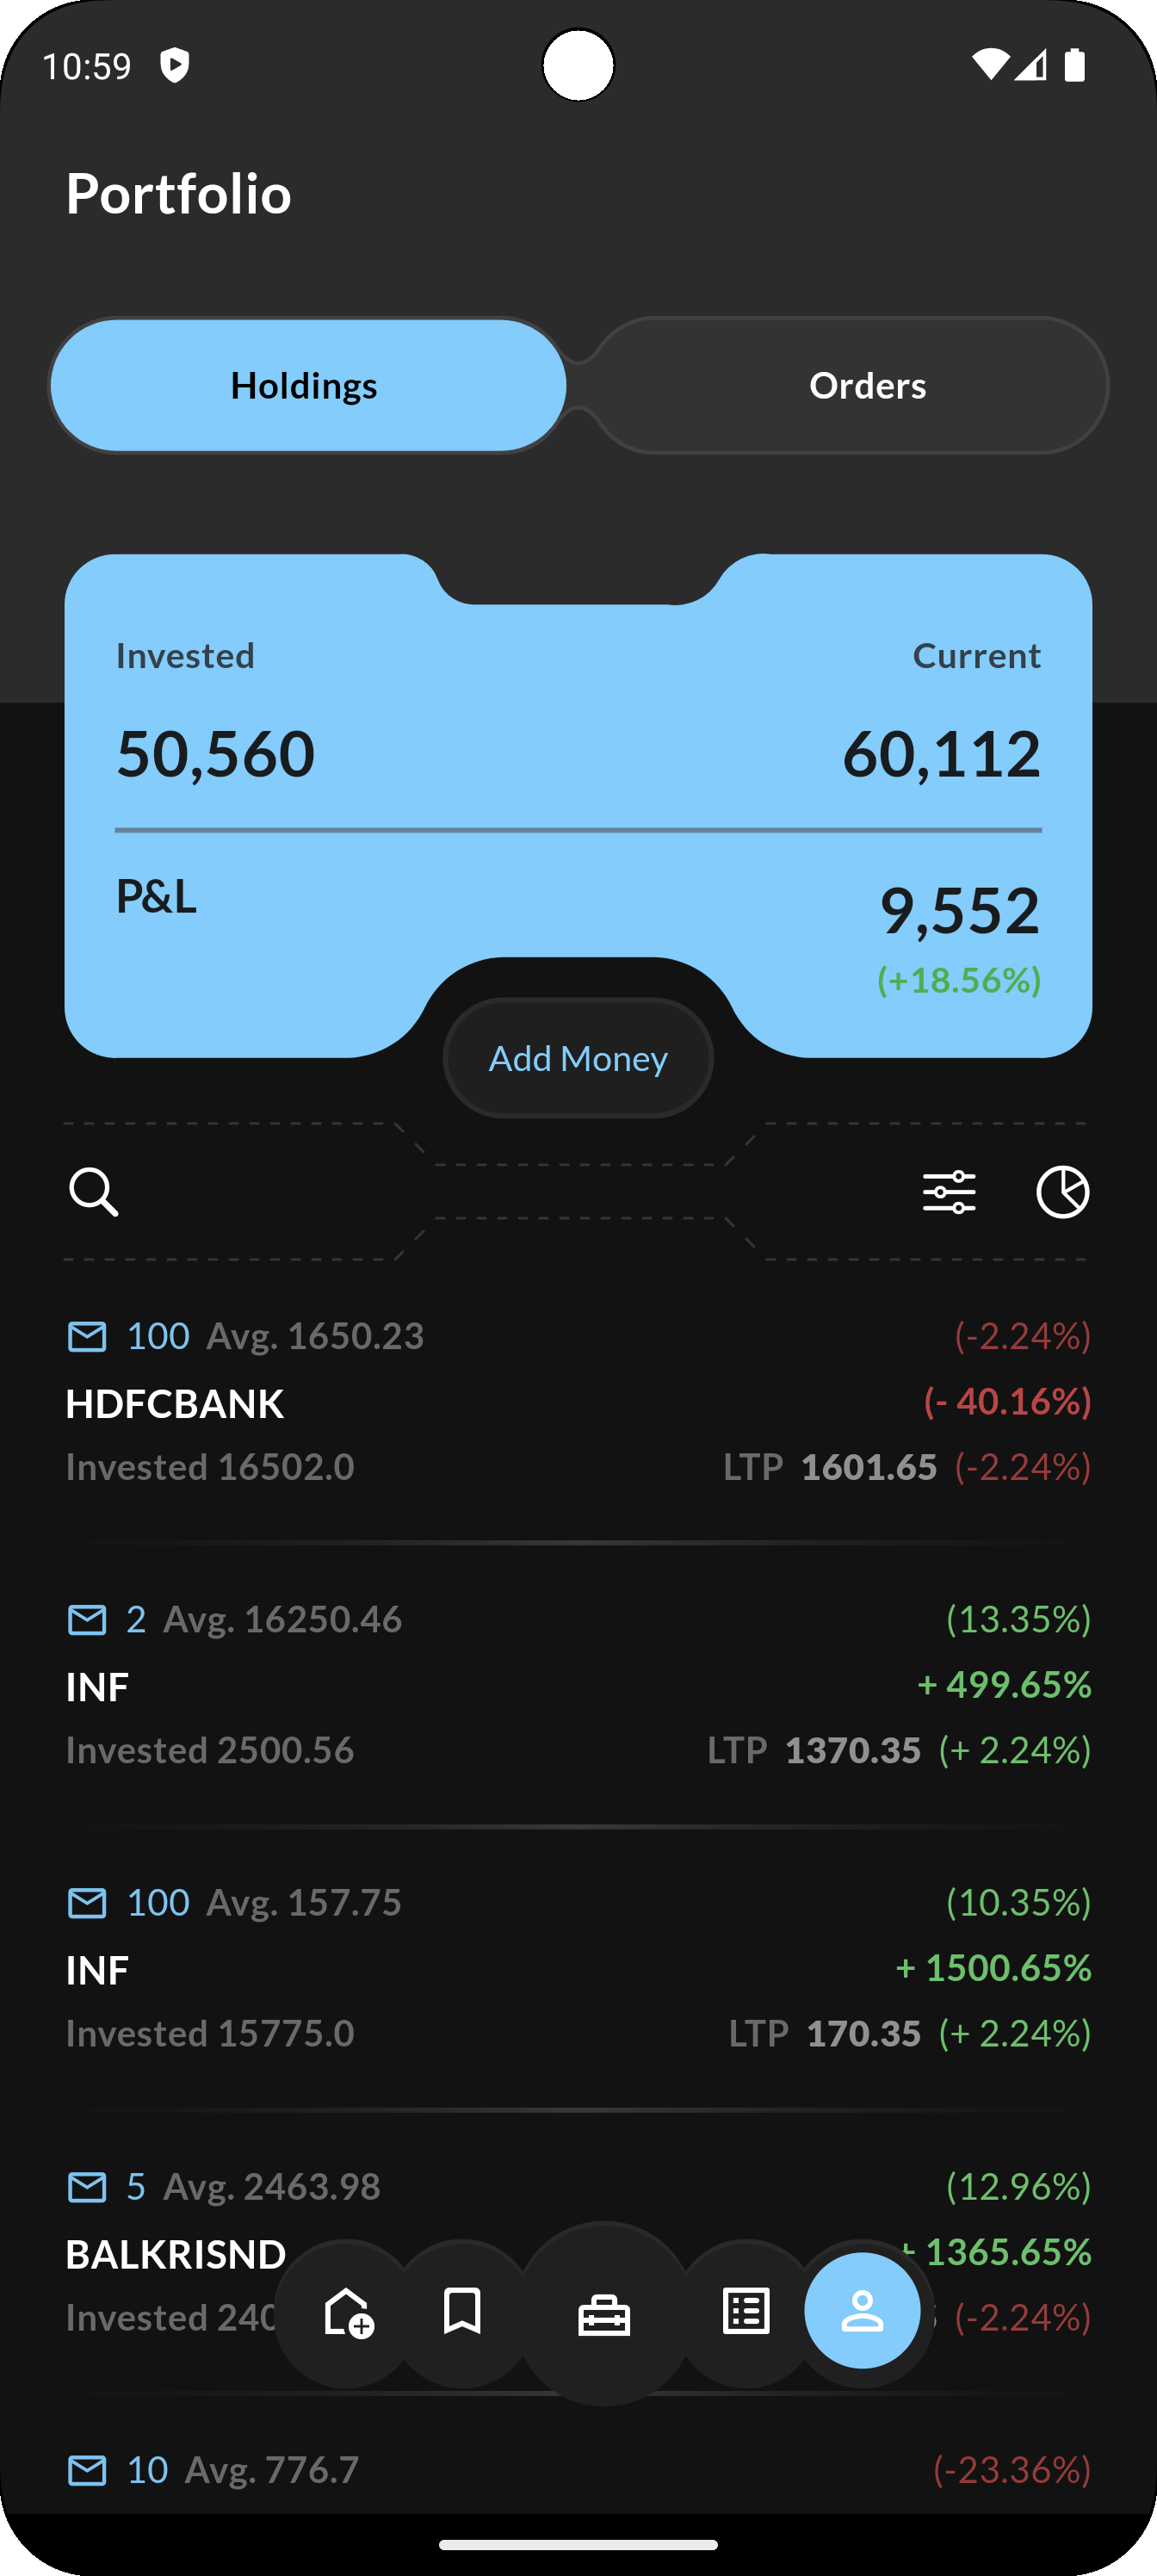 10:59
Portfolio
Holdings Orders
Invested Current
50,560 60,112
P&L 9,552
(+18.56%)
Add Money
100 Avg. 1650.23 (-2.24%)
HDFCBANK (- 40.16%)
Invested 16502.0 LTP 1601.65 (-2.24%)
2 Avg. 16250.46 (13.35%)
INF + 499.65%
Invested 2500.56 LTP 1370.35 (+ 2.24%)
100 Avg. 157.75 (10.35%)
INF + 1500.65%
Invested 15775.0 LTP 170.35 (+ 2.24%)
5 Avg. 2463.98 (12.96%)
BALKRISND + 1365.65%
Invested (-2.24%)
10 Avg. 776.7 (-23.36%)